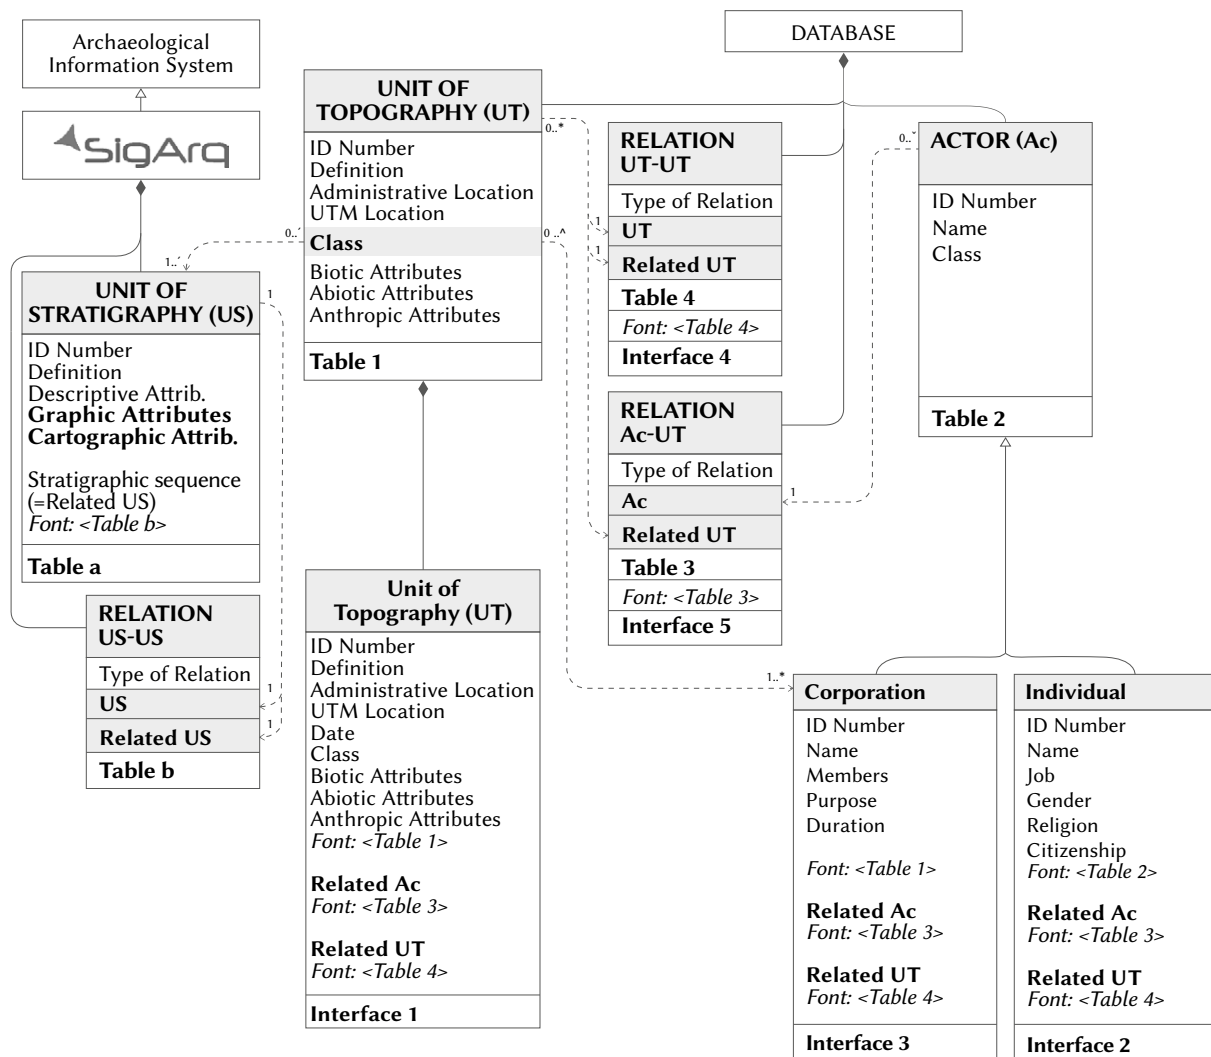 Archaeological
Information System
SigArq
UNIT OF
STRATIGRAPHY (US)
ID Number
Definition
Descriptive Attrib.
Graphic Attributes
Cartographic Attrib.
Stratigraphic sequence
(=Related US)
Font: <Table b>
Table a
RELATION
US-US
Type of Relation
US
Related US
Table b
1
1
1
UNIT OF
TOPOGRAPHY (UT)
ID Number
Definition
Administrative Location
UTM Location
Class
Biotic Attributes
Abiotic Attributes
Anthropic Attributes
Table 1
0..*
Unit of
Topography (UT)
ID Number
Definition
Administrative Location
UTM Location
Date
Class
Biotic Attributes
Abiotic Attributes
Anthropic Attributes
Font: <Table 1>
Related Ac
Font: <Table 3>
Related UT
Font: <Table 4>
Interface 1
DATABASE
RELATION
UT-UT
Type of Relation
1
UT
1
Related UT
Table 4
Font: <Table 4>
Interface 4
RELATION
Ac-UT
Type of Relation
Ac
1
Related UT
Table 3
Font: <Table 3>
Interface 5
ACTOR (Ac)
ID Number
Name
Class
Table 2
1..*
Corporation
ID Number
Name
Members
Purpose
Duration
Font: <Table 1>
Related Ac
Font: <Table 3>
Related UT
Font: <Table 4>
Interface 3
Individual
ID Number
Name
Job
Gender
Religion
Citizenship
Font: <Table 2>
Related Ac
Font: <Table 3>
Related UT
Font: <Table 4>
Interface 2